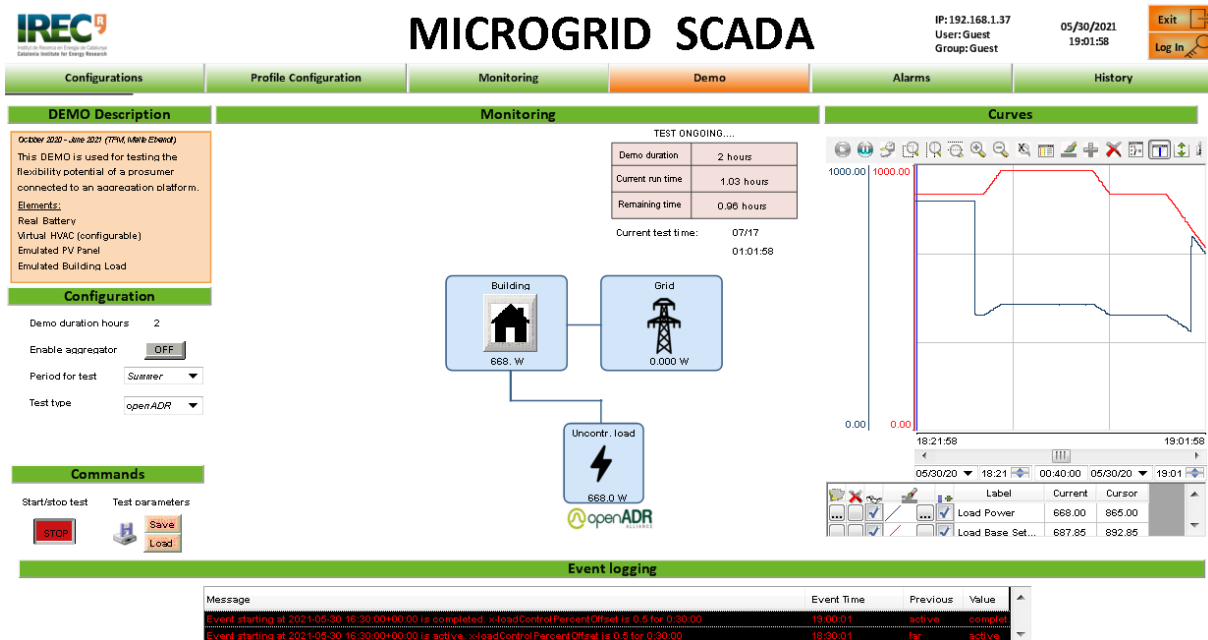 IREC
Institut de Recerca en Energia de Catalunya
Catalonia Institute for Energy Research
MICROGRID SCADA
IP: 192.168.1.37
User: Guest
Group: Guest
05/30/2021
19:01:58
Exit
Log In
Configurations
Profile Configuration
Monitoring
Demo
Alarms
History
DEMO Description
October 2020 - June 2021 (TFM, Malte Ebendt)
This DEMO is used for testing the
flexibility potential of a prosumer
connected to an aggregation platform.
Elements:
Real Battery
Virtual HVAC (configurable)
Emulated PV Panel
Emulated Building Load
Configuration
Demo duration hours 2
Enable aggregator OFF
Period for test Summer
Test type openADR
Commands
Start/stop test Test parameters
STOP
Save
Load
Monitoring
TEST ONGOING....
Demo duration 2 hours
Current run time 1.03 hours
Remaining time 0.96 hours
Current test time: 07/17
01:01:58
Building
668. W
Grid
0.000 W
Uncontr. load
668.0 W
openADR
ALLIANCE
Curves
1000.00 1000.00
0.00 0.00
18:21:58 19:01:58
05/30/20 18:21 00:40:00 05/30/20 19:01
Label Current Cursor
... ... Load Power 668.00 865.00
Load Base Set... 687.85 892.85
Event logging
Message Event Time Previous Value
Event starting at 2021-05-30 16:30:00+00:00 is completed. x-loadControlPercentOffset is 0.5 for 0:30:00 19:00:01 active complet
Event starting at 2021-05-30 16:30:00+00:00 is active. x-loadControlPercentOffset is 0.5 for 0:30:00 18:30:01 far active